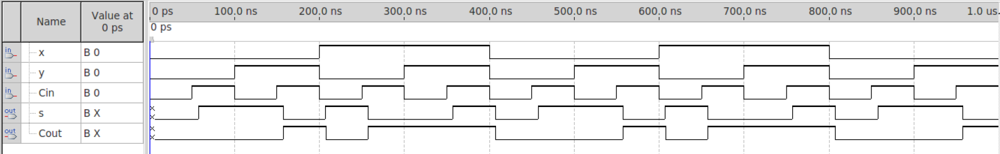 Name
Value at
0 ps
0 ps 100.0 ns 200.0 ns 300.0 ns 400.0 ns 500.0 ns 600.0 ns 700.0 ns 800.0 ns 900.0 ns 1.0 us
0 ps
in x B 0
in y B 0
in Cin B 0
out s B X
out Cout B X